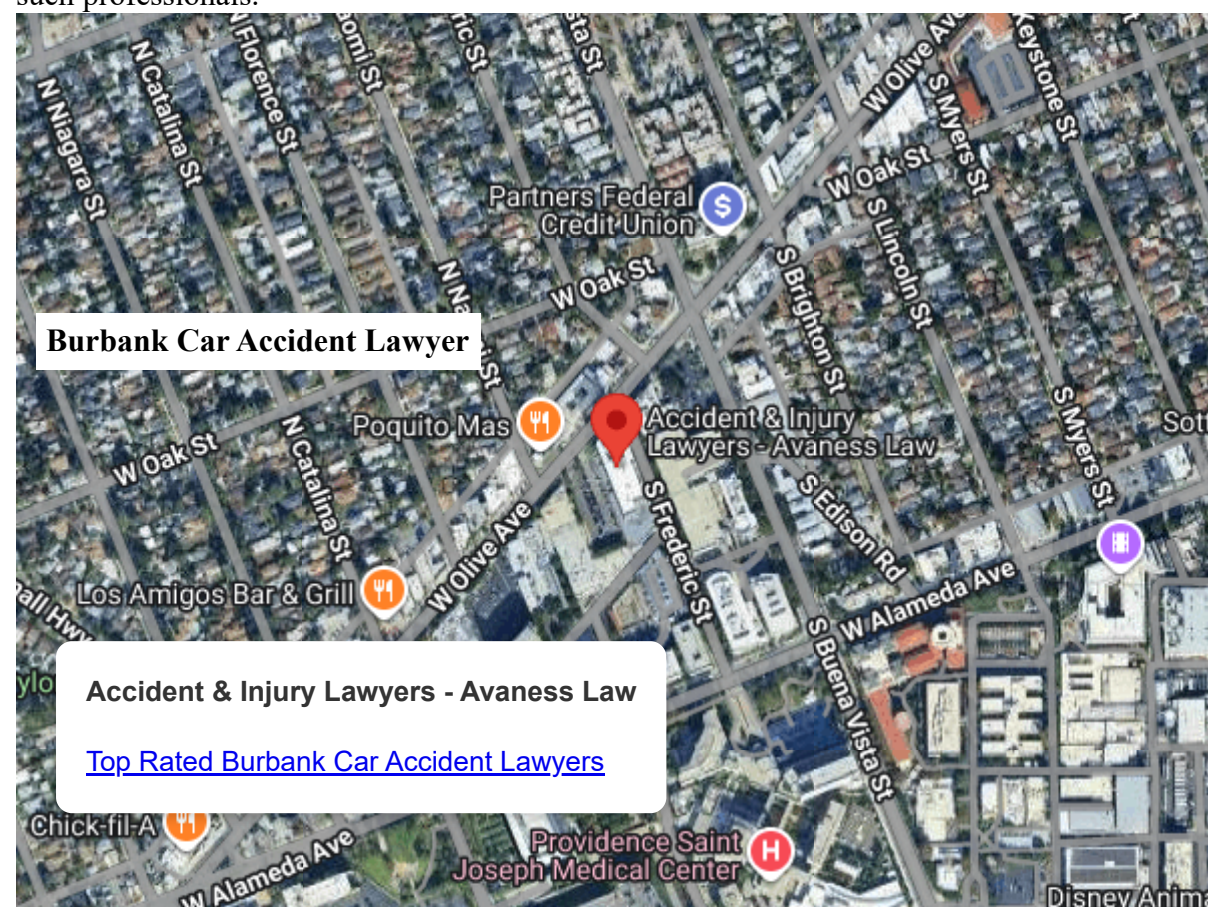 such professionals.
N Niagara St
N Catalina St
N Florence St
St
St
W Olive Ave
S Myers St
Keystone St
Partners Federal
Credit Union
W Oak St
S Lincoln St
W Oak St
S Brighton St
Burbank Car Accident Lawyer
Poquito Mas
Accident & Injury
Lawyers - Avaness Law
S Myers St
W Oak St
N Catalina St
S Frederic St
S Edison Rd
W Olive Ave
Los Amigos Bar & Grill
W Alameda Ave
S Buena Vista St
Accident & Injury Lawyers - Avaness Law
Top Rated Burbank Car Accident Lawyers
Chick-fil-A
W Alameda Ave
Providence Saint
Joseph Medical Center
H